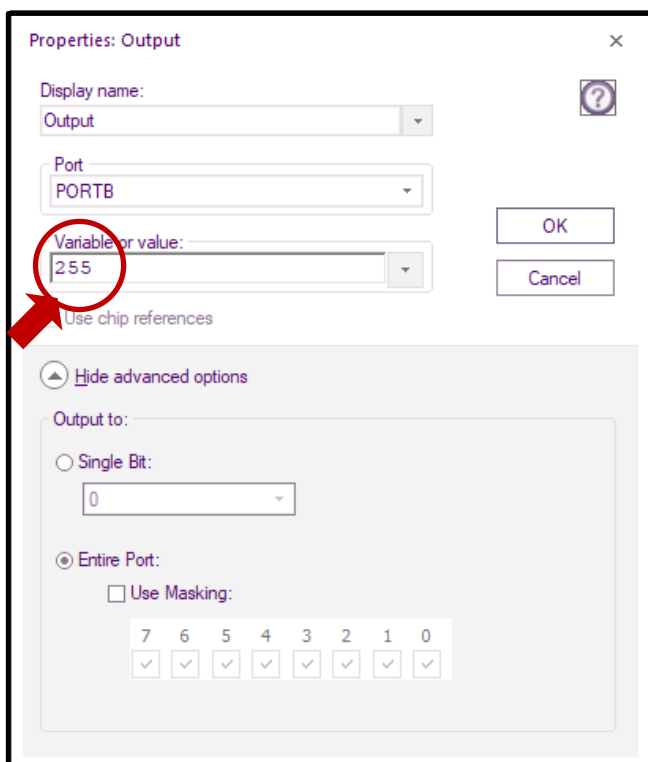 Properties: Output
Display name:
Output
Port
PORTB
Variable or value:
255
OK
Cancel
Use chip references
Hide advanced options
Output to:
Single Bit:
0
Entire Port:
Use Masking:
7 6 5 4 3 2 1 0